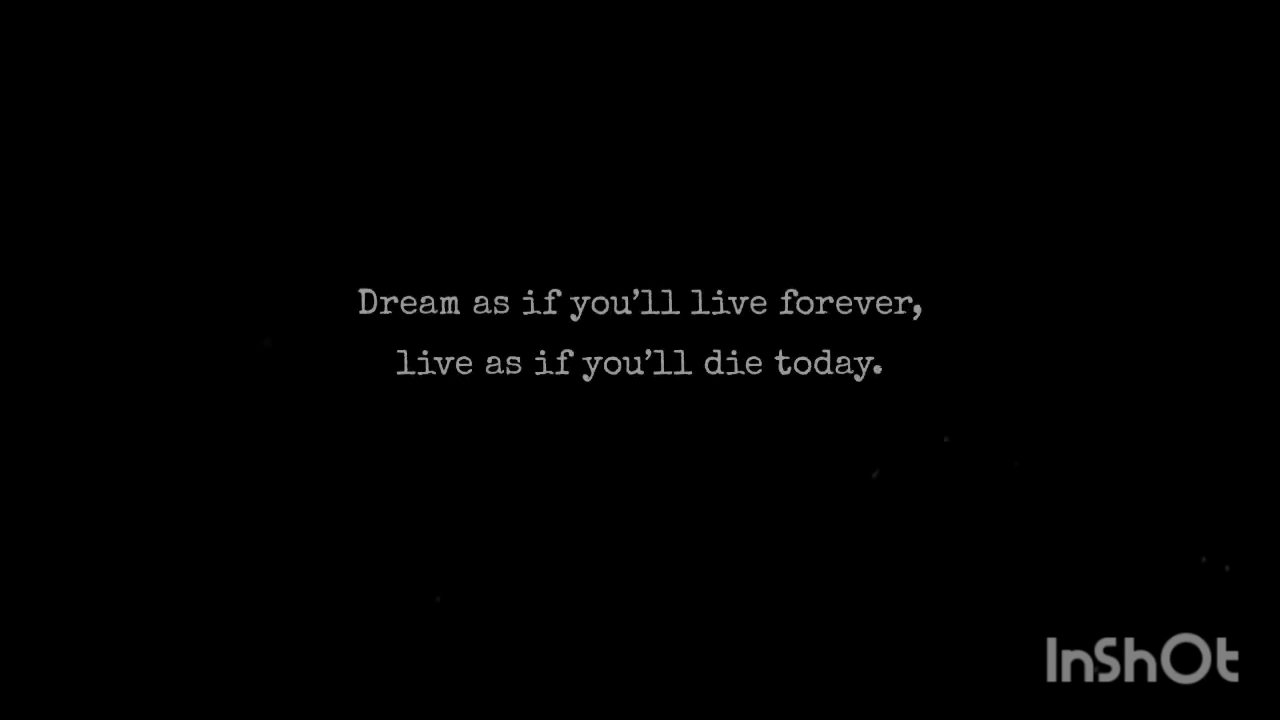 Dream as if you’ll live forever,
live as if you’ll die today.
InShOt